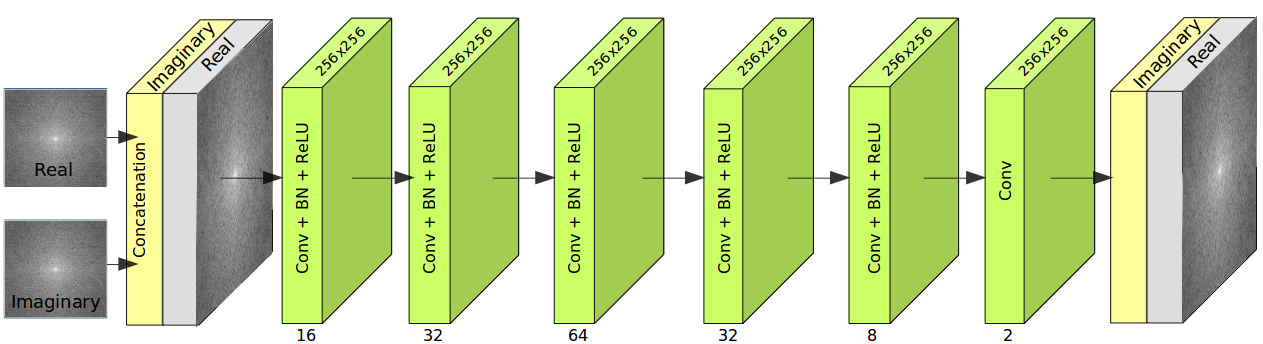 Real
Imaginary
Concatenation
Imaginary
Real
Conv + BN + ReLU
256x256
16
Conv + BN + ReLU
256x256
32
Conv + BN + ReLU
256x256
64
Conv + BN + ReLU
256x256
32
Conv + BN + ReLU
256x256
8
Conv
256x256
2
Imaginary
Real